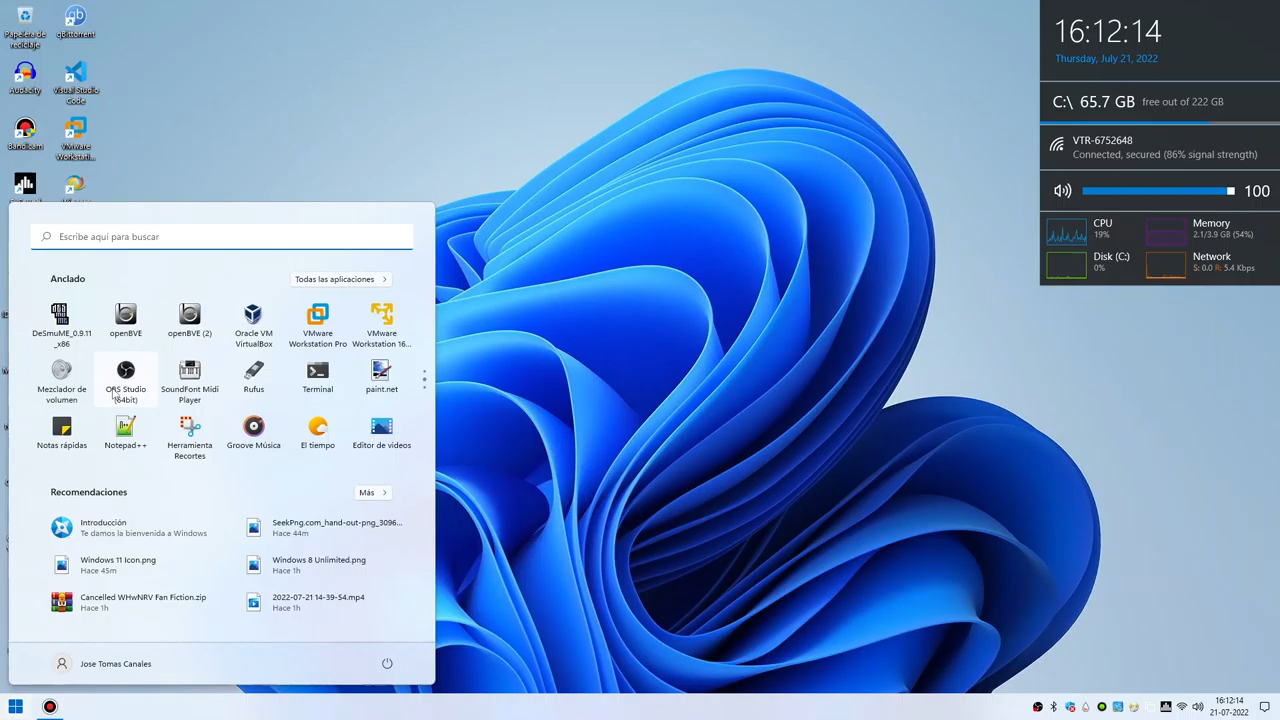 Papelera de
reciclaje
qBittorrent
Audacity
Visual Studio
Code
Bandicam
VMware
Workstati...
16:12:14
Thursday, July 21, 2022
C:\ 65.7 GB free out of 222 GB
VTR-6752648
Connected, secured (86% signal strength)
100
CPU
19%
Memory
2.1/3.9 GB (54%)
Disk (C:)
0%
Network
S: 0.0 R: 5.4 Kbps
Escribe aquí para buscar
Anclado
Todas las aplicaciones
DeSmuME_0.9.11
_x86
openBVE
openBVE (2)
Oracle VM
VirtualBox
VMware
Workstation Pro
VMware
Workstation 16...
Mezclador de
volumen
OBS Studio
(64bit)
SoundFont Midi
Player
Rufus
Terminal
paint.net
Notas rápidas
Notepad++
Herramienta
Recortes
Groove Música
El tiempo
Editor de videos
Recomendaciones
Más
Introducción
Te damos la bienvenida a Windows
SeekPng.com_hand-out-png_3096...
Hace 44m
Windows 11 Icon.png
Hace 45m
Windows 8 Unlimited.png
Hace 1h
Cancelled WHwNRV Fan Fiction.zip
Hace 1h
2022-07-21 14-39-54.mp4
Hace 1h
Jose Tomas Canales
16:12:14
21-07-2022